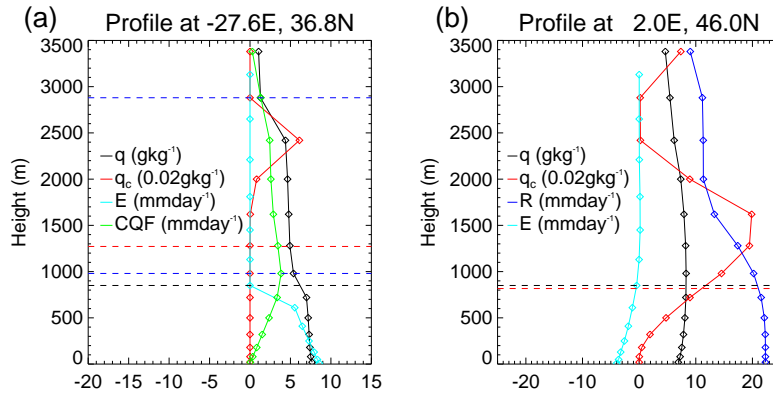 (a) Profile at -27.6E, 36.8N
3500
3000
2500
2000
1500
1000
500
0
Height (m)
q (gkg⁻¹)
q_c (0.02gkg⁻¹)
E (mmday⁻¹)
CQF (mmday⁻¹)
-20 -15 -10 -5 0 5 10 15
(b) Profile at 2.0E, 46.0N
3500
3000
2500
2000
1500
1000
500
0
Height (m)
q (gkg⁻¹)
q_c (0.02gkg⁻¹)
R (mmday⁻¹)
E (mmday⁻¹)
-20 -10 0 10 20